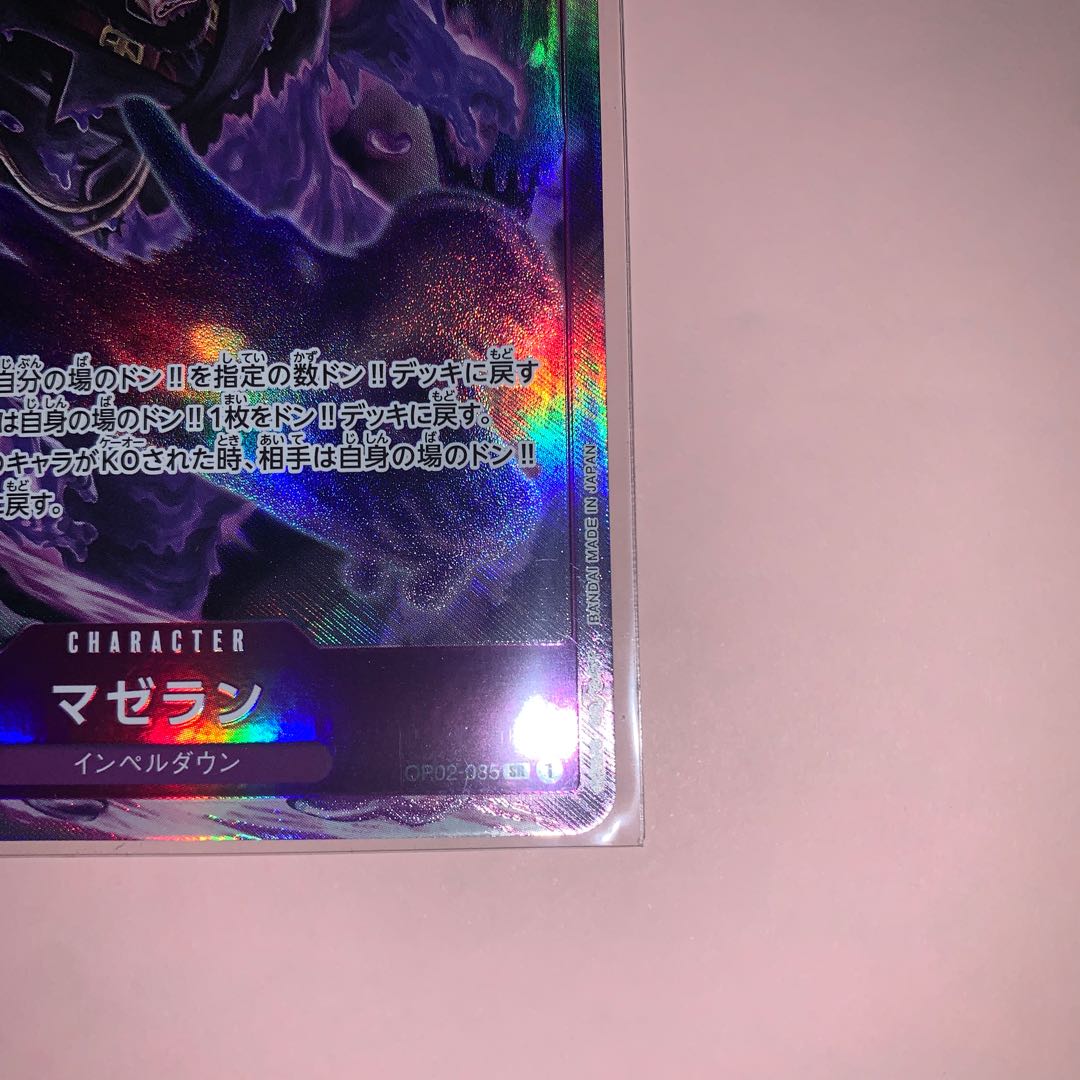 自分の場のドン!!を指定の数ドン!!デッキに戻す
は自身の場のドン!!1枚をドン!!デッキに戻す。
のキャラがKOされた時、相手は自身の場のドン!!
に戻す。
CHARACTER
マゼラン
インペルダウン
OP02-085 SR 1
BANDAI MADE IN JAPAN